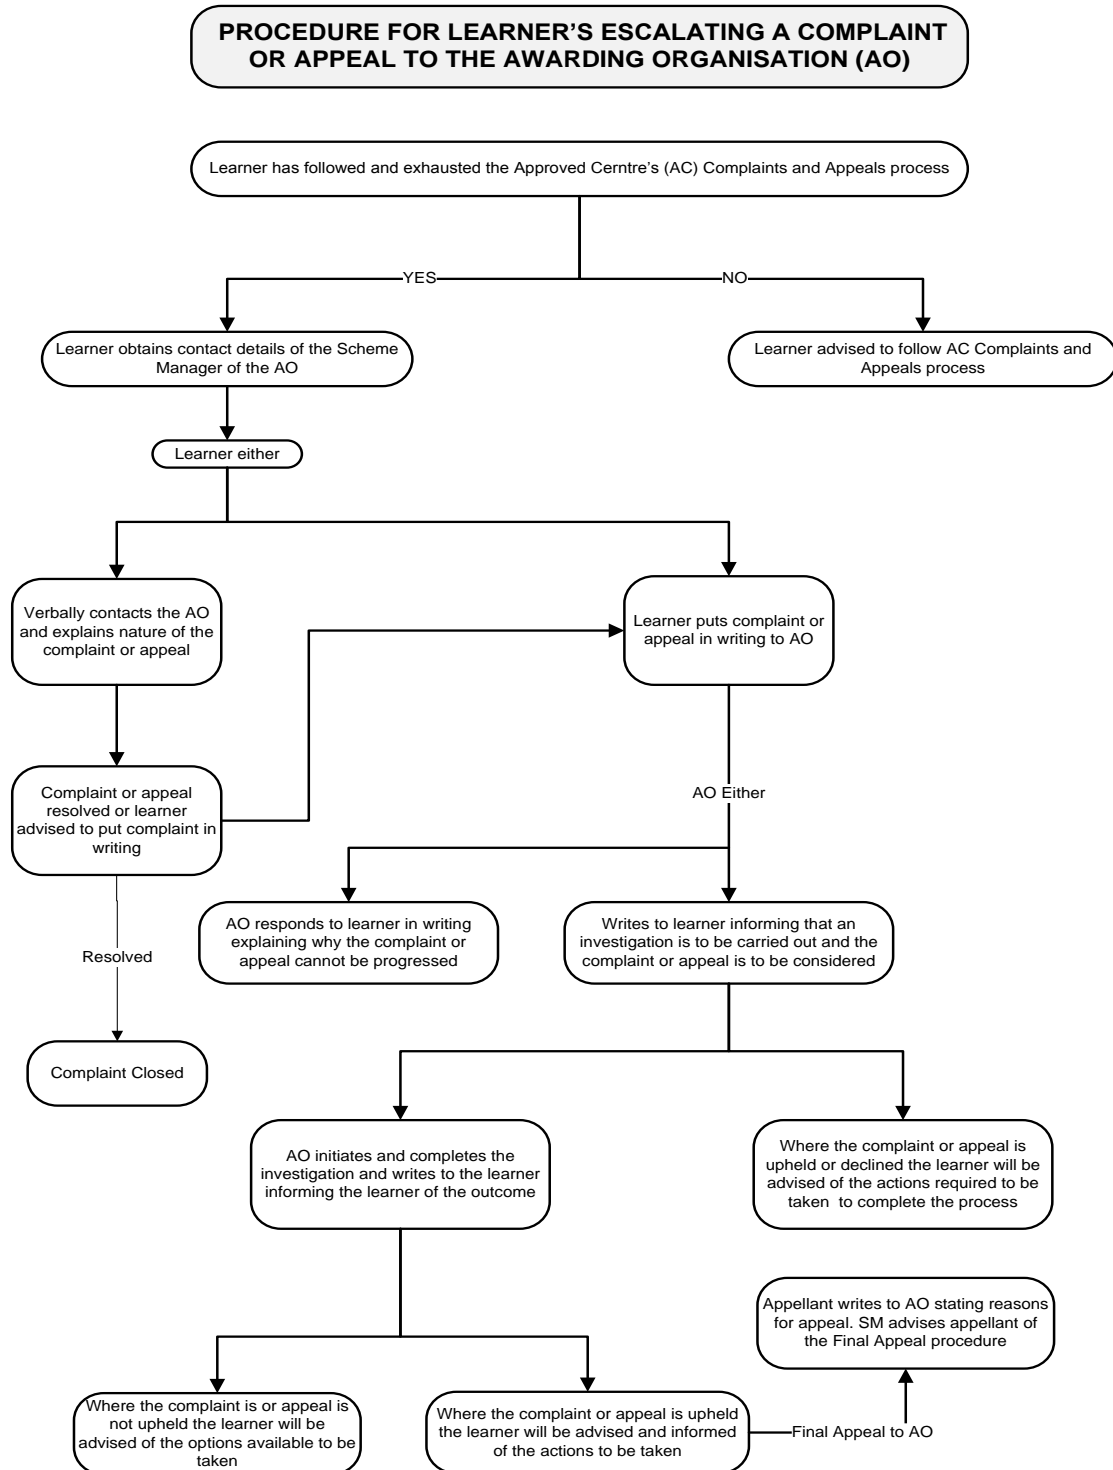 PROCEDURE FOR LEARNER’S ESCALATING A COMPLAINT
OR APPEAL TO THE AWARDING ORGANISATION (AO)
Learner has followed and exhausted the Approved Cerntre’s (AC) Complaints and Appeals process
YES
NO
Learner obtains contact details of the Scheme
Manager of the AO
Learner advised to follow AC Complaints and
Appeals process
Learner either
Verbally contacts the AO
and explains nature of the
complaint or appeal
Learner puts complaint or
appeal in writing to AO
Complaint or appeal
resolved or learner
advised to put complaint in
writing
AO Either
AO responds to learner in writing
explaining why the complaint or
appeal cannot be progressed
Writes to learner informing that an
investigation is to be carried out and the
complaint or appeal is to be considered
Resolved
Complaint Closed
AO initiates and completes the
investigation and writes to the learner
informing the learner of the outcome
Where the complaint or appeal is
upheld or declined the learner will be
advised of the actions required to be
taken  to complete the process
Appellant writes to AO stating reasons
for appeal. SM advises appellant of
the Final Appeal procedure
Where the complaint is or appeal is
not upheld the learner will be
advised of the options available to be
taken
Where the complaint or appeal is upheld
the learner will be advised and informed
of the actions to be taken
Final Appeal to AO